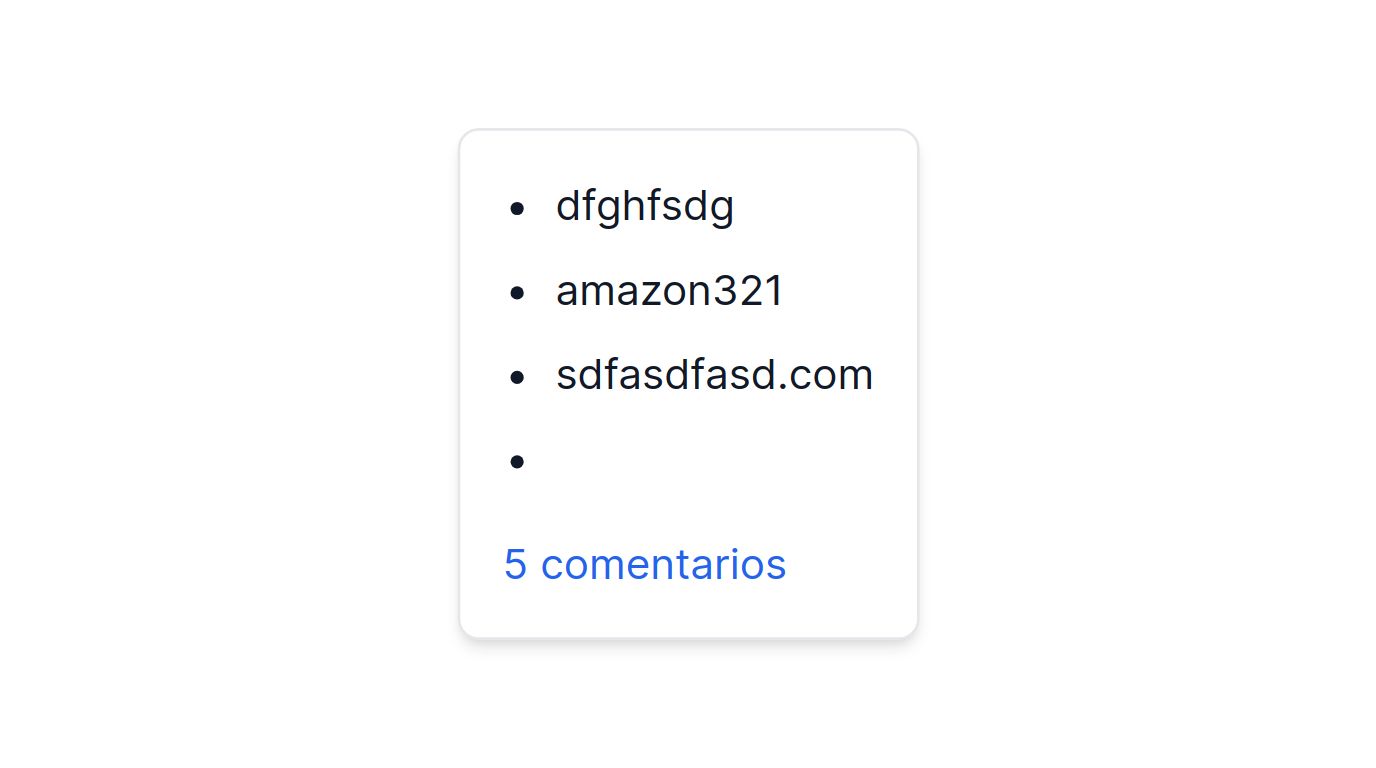 • dfghfsdg
• amazon321
• sdfasdfasd.com
•
5 comentarios